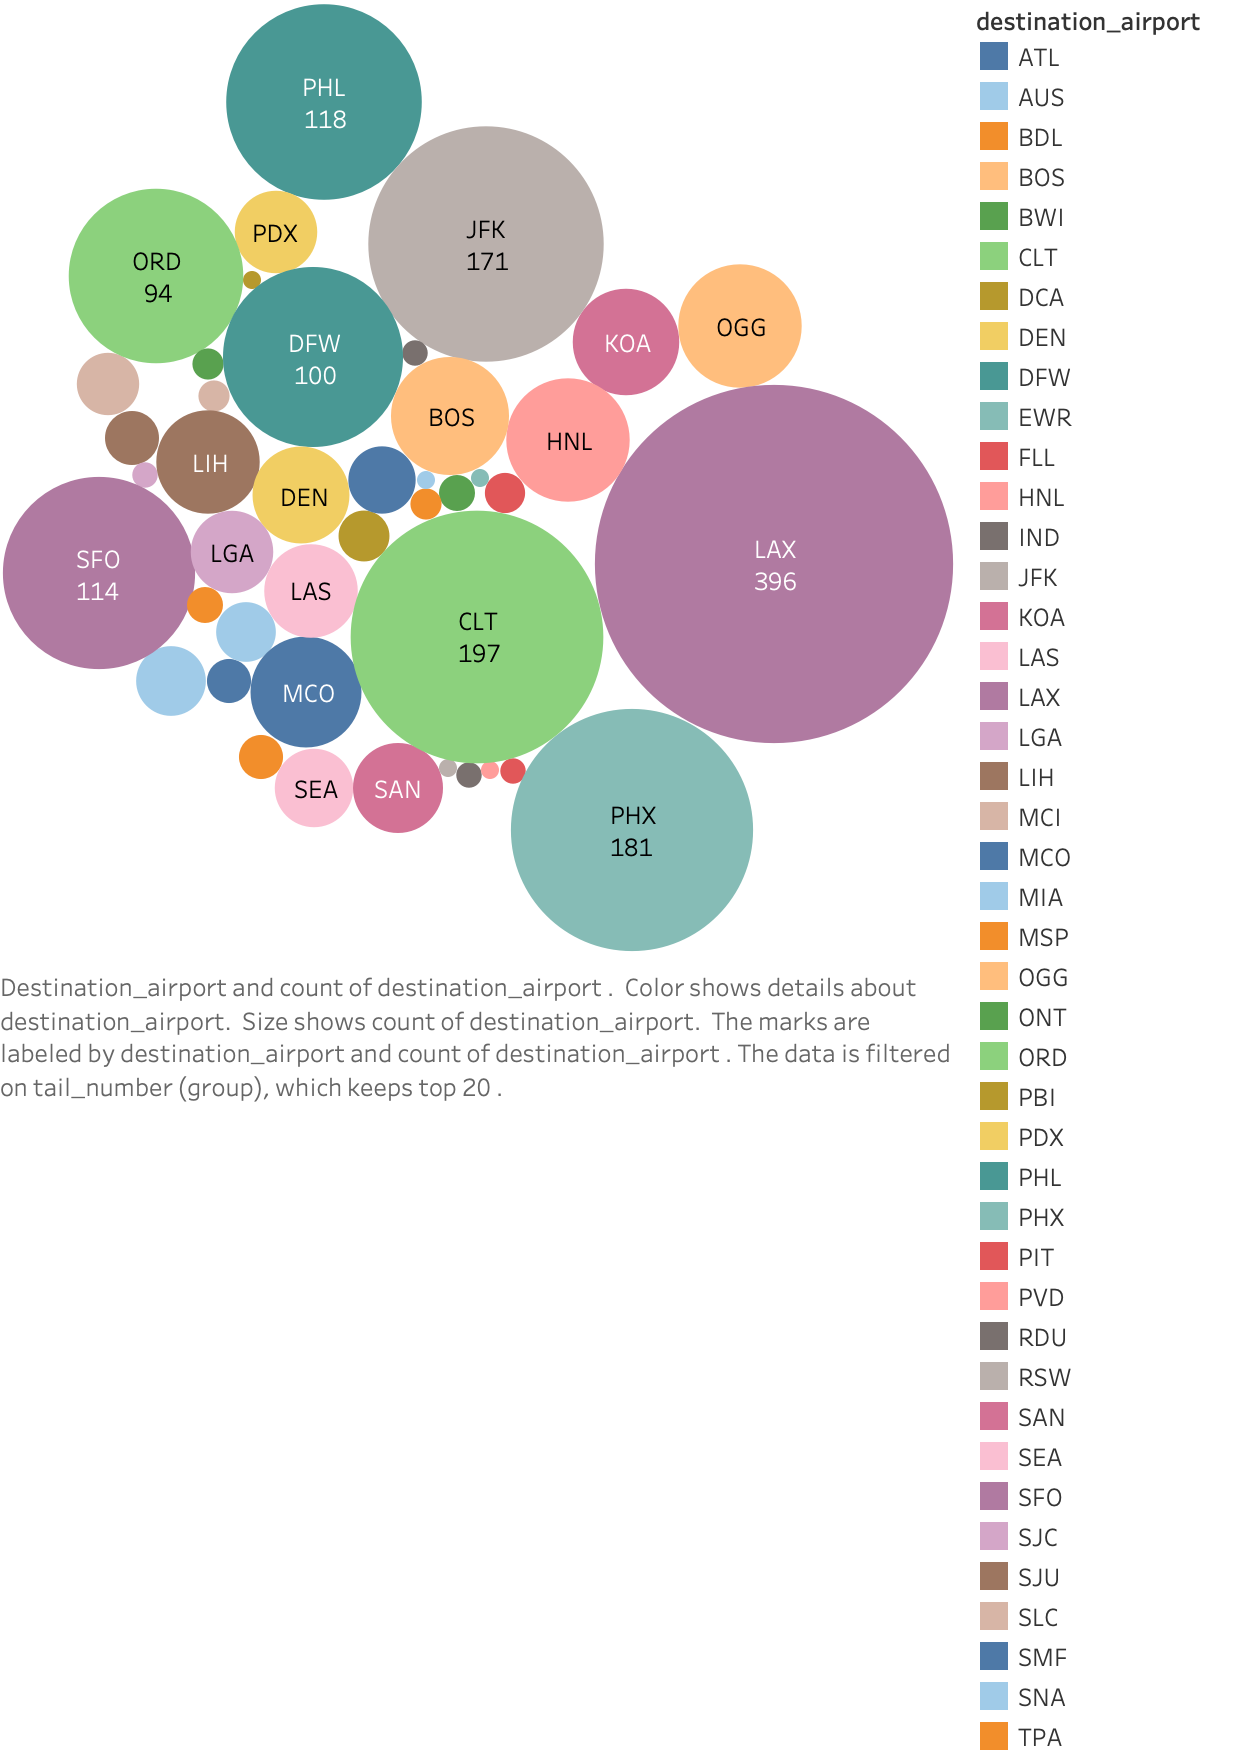 PHL
118
JFK
171
PDX
ORD
94
DFW
100
KOA
OGG
BOS
HNL
LIH
DEN
LGA
SFO
114
LAS
LAX
396
CLT
197
MCO
SEA
SAN
PHX
181
Destination_airport and count of destination_airport . Color shows details about
destination_airport. Size shows count of destination_airport. The marks are
labeled by destination_airport and count of destination_airport . The data is filtered
on tail_number (group), which keeps top 20 .
destination_airport
ATL
AUS
BDL
BOS
BWI
CLT
DCA
DEN
DFW
EWR
FLL
HNL
IND
JFK
KOA
LAS
LAX
LGA
LIH
MCI
MCO
MIA
MSP
OGG
ONT
ORD
PBI
PDX
PHL
PHX
PIT
PVD
RDU
RSW
SAN
SEA
SFO
SJC
SJU
SLC
SMF
SNA
TPA